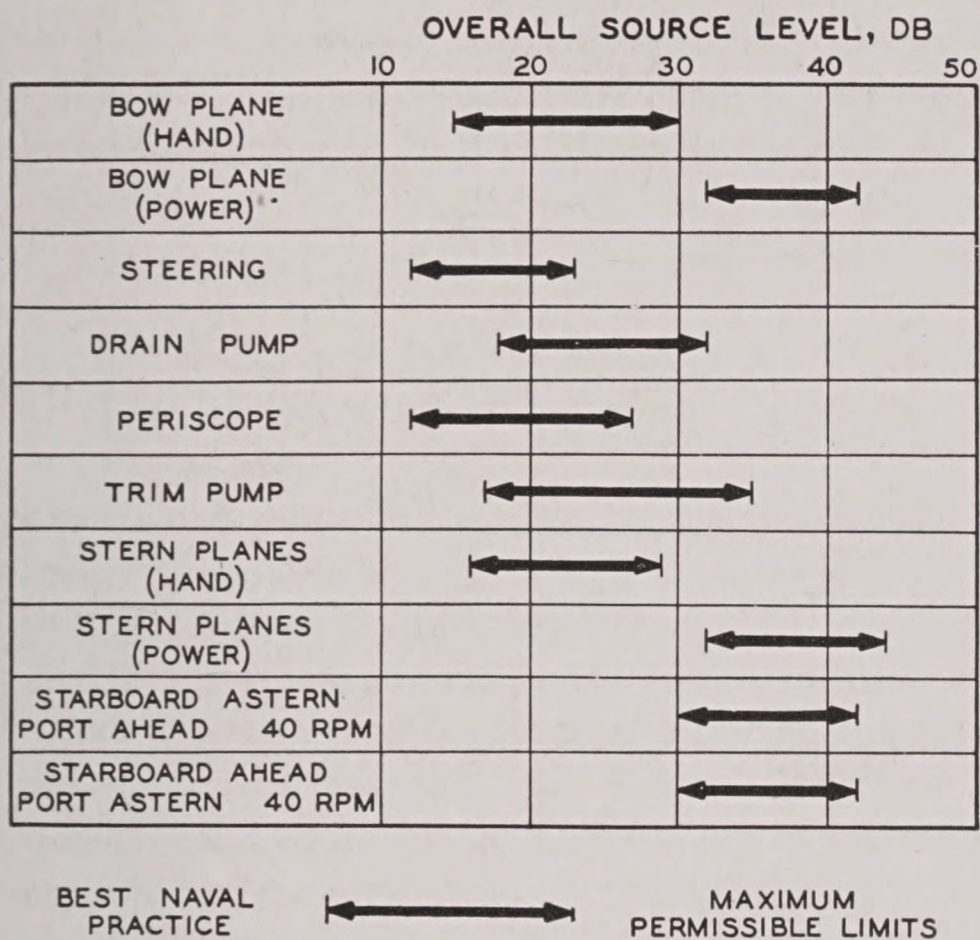 OVERALL SOURCE LEVEL, DB
10 20 30 40 50
BOW PLANE
(HAND)
BOW PLANE
(POWER)
STEERING
DRAIN PUMP
PERISCOPE
TRIM PUMP
STERN PLANES
(HAND)
STERN PLANES
(POWER)
STARBOARD ASTERN
PORT AHEAD 40 RPM
STARBOARD AHEAD
PORT ASTERN 40 RPM
BEST NAVAL
PRACTICE
MAXIMUM
PERMISSIBLE LIMITS